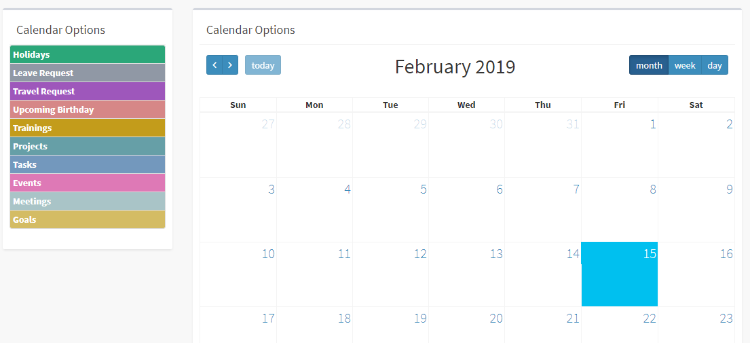 Calendar Options
Holidays
Leave Request
Travel Request
Upcoming Birthday
Trainings
Projects
Tasks
Events
Meetings
Goals
Calendar Options
today
February 2019
month week day
Sun Mon Tue Wed Thu Fri Sat
27 28 29 30 31 1 2
3 4 5 6 7 8 9
10 11 12 13 14 15 16
17 18 19 20 21 22 23